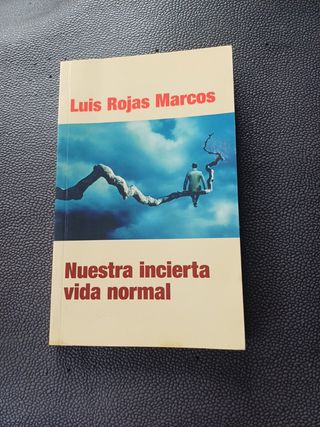 Luis Rojas Marcos
Nuestra incierta
vida normal